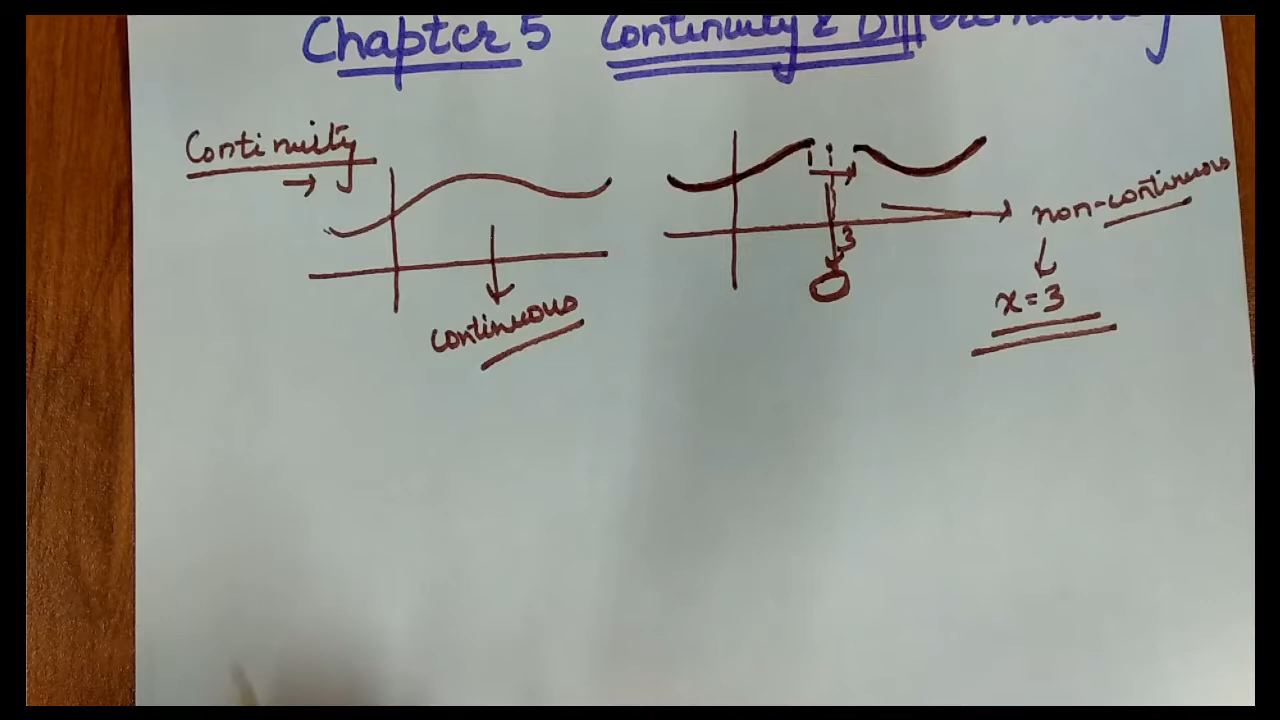 Chapter 5 Continuity & Differentiability
Continuity
→
3
non-continuous
x=3
continuous